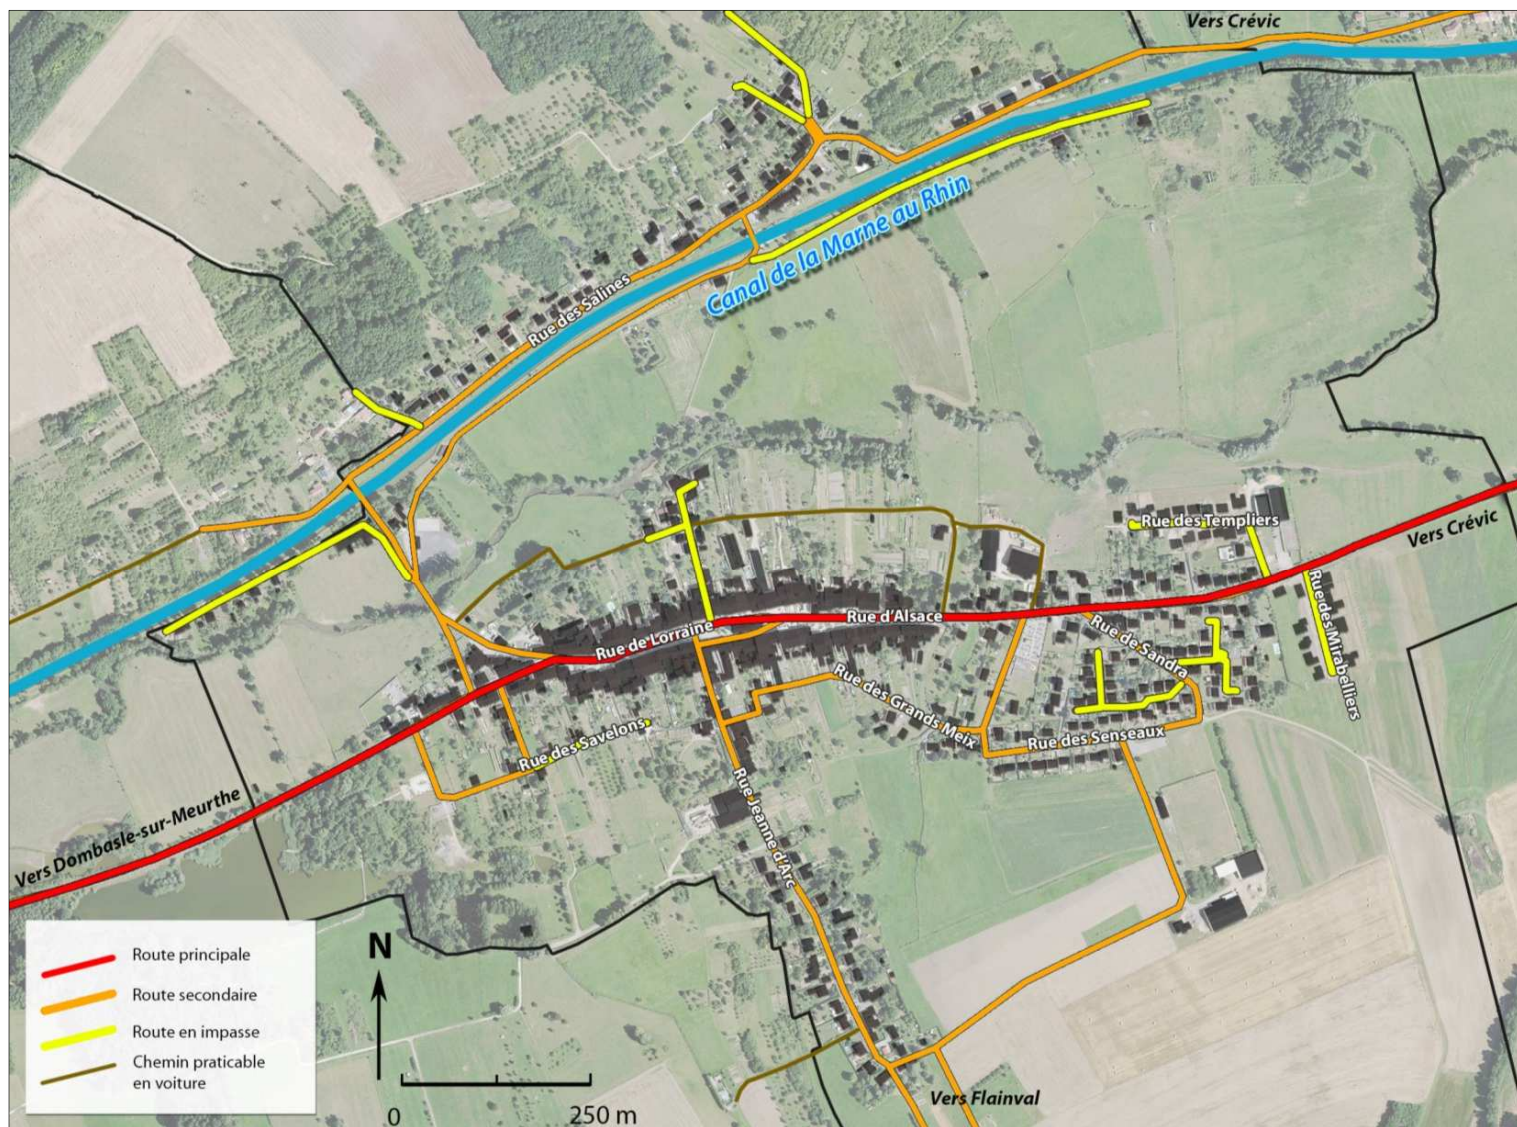 Vers Crévic
Canal de la Marne au Rhin
Rue des Salines
Rue des Templiers
Vers Crévic
Rue des Mirabelliers
Rue d'Alsace
Rue de Lorraine
Rue de Sandra
Rue des Grands Meix
Rue des Senseaux
Rue des Savelons
Rue Jeanne d'Arc
Vers Dombasle-sur-Meurthe
Vers Flainval
Route principale
Route secondaire
Route en impasse
Chemin praticable
en voiture
N
0
250 m